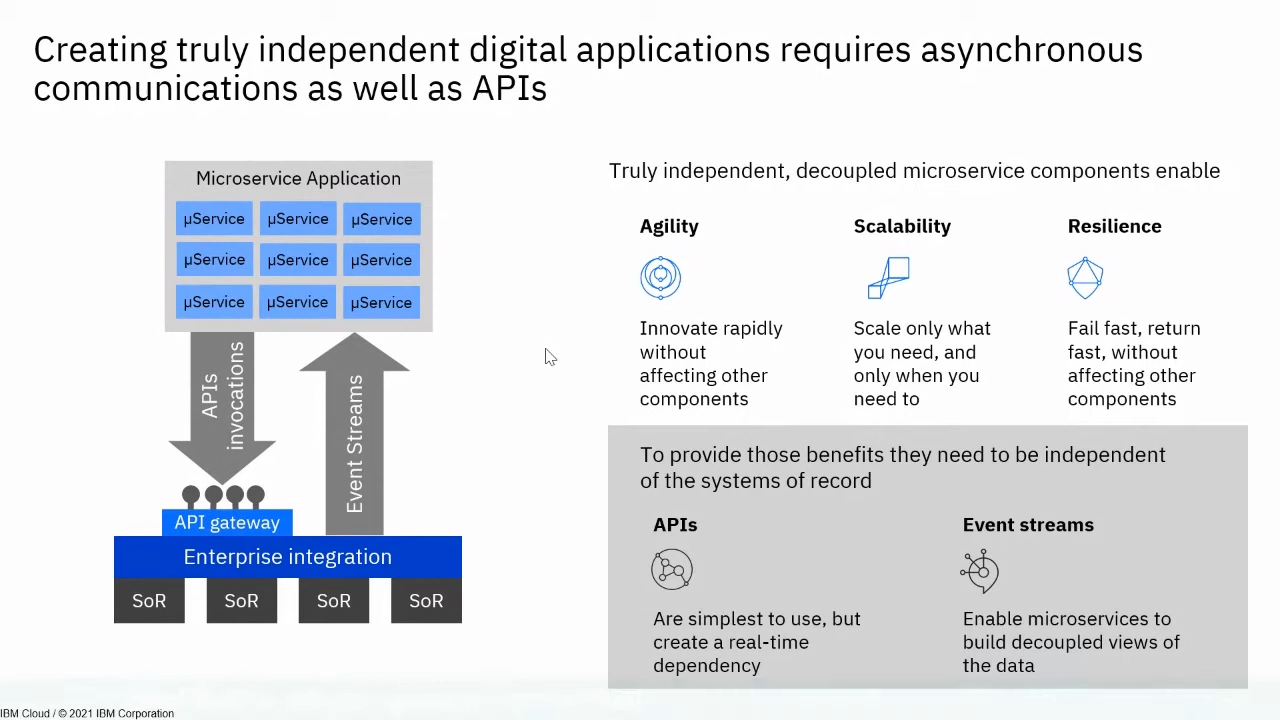 Creating truly independent digital applications requires asynchronous
communications as well as APIs
Microservice Application
µService µService µService
µService µService µService
µService µService µService
APIs
invocations
Event Streams
API gateway
Enterprise integration
SoR SoR SoR SoR
Truly independent, decoupled microservice components enable
Agility
Innovate rapidly
without
affecting other
components
Scalability
Scale only what
you need, and
only when you
need to
Resilience
Fail fast, return
fast, without
affecting other
components
To provide those benefits they need to be independent
of the systems of record
APIs
Are simplest to use, but
create a real-time
dependency
Event streams
Enable microservices to
build decoupled views of
the data
IBM Cloud / © 2021 IBM Corporation